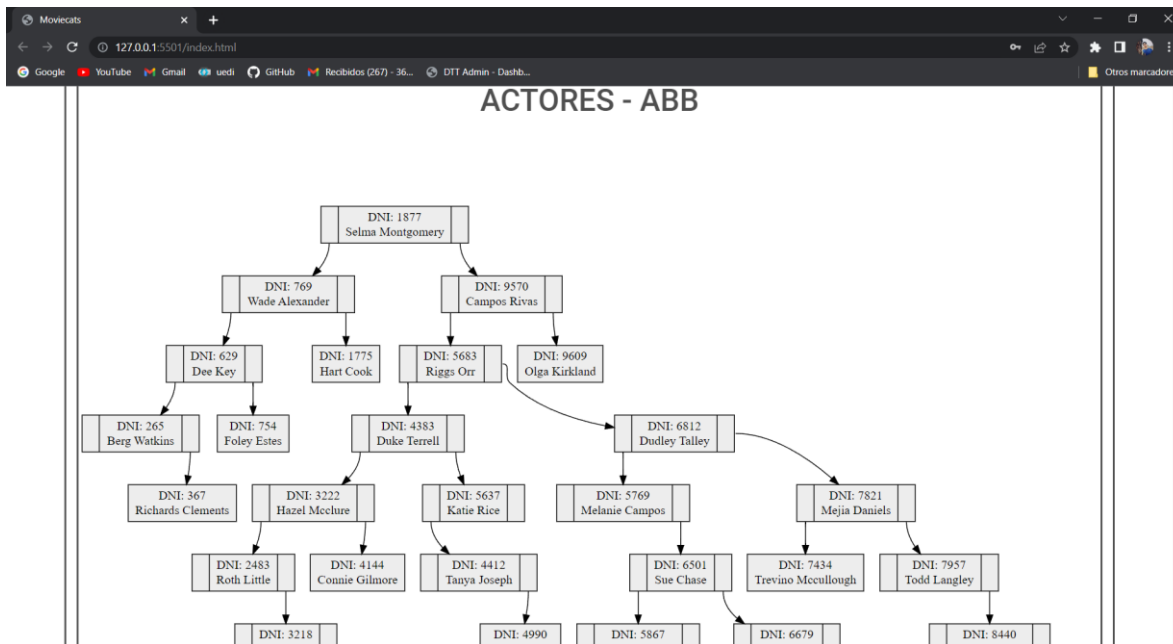 Moviecats
127.0.0.1:5501/index.html
Google YouTube Gmail uedi GitHub Recibidos (267) - 36... DTT Admin - Dashb... Otros marcadore
ACTORES - ABB
DNI: 1877
Selma Montgomery
DNI: 769
Wade Alexander
DNI: 9570
Campos Rivas
DNI: 629
Dee Key
DNI: 1775
Hart Cook
DNI: 5683
Riggs Orr
DNI: 9609
Olga Kirkland
DNI: 265
Berg Watkins
DNI: 754
Foley Estes
DNI: 4383
Duke Terrell
DNI: 6812
Dudley Talley
DNI: 367
Richards Clements
DNI: 3222
Hazel Mcclure
DNI: 5637
Katie Rice
DNI: 5769
Melanie Campos
DNI: 7821
Mejia Daniels
DNI: 2483
Roth Little
DNI: 4144
Connie Gilmore
DNI: 4412
Tanya Joseph
DNI: 6501
Sue Chase
DNI: 7434
Trevino Mccullough
DNI: 7957
Todd Langley
DNI: 3218
DNI: 4990
DNI: 5867
DNI: 6679
DNI: 8440